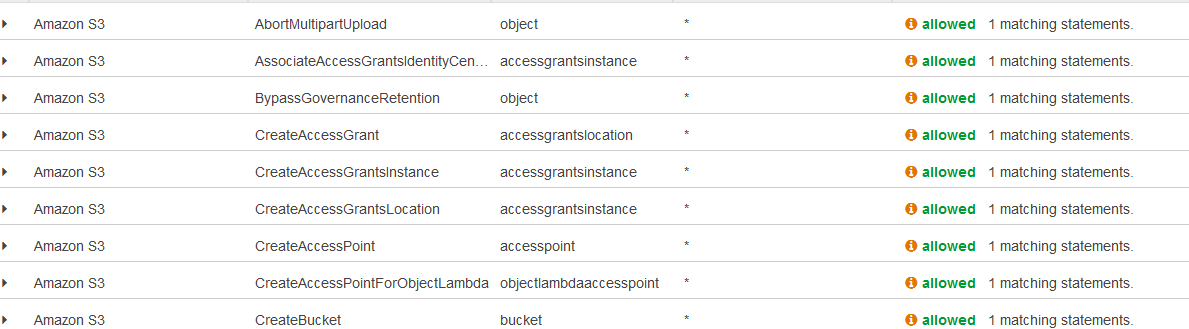 Amazon S3 AbortMultipartUpload object * allowed 1 matching statements.
Amazon S3 AssociateAccessGrantsIdentityCen... accessgrantsinstance * allowed 1 matching statements.
Amazon S3 BypassGovernanceRetention object * allowed 1 matching statements.
Amazon S3 CreateAccessGrant accessgrantslocation * allowed 1 matching statements.
Amazon S3 CreateAccessGrantsInstance accessgrantsinstance * allowed 1 matching statements.
Amazon S3 CreateAccessGrantsLocation accessgrantsinstance * allowed 1 matching statements.
Amazon S3 CreateAccessPoint accesspoint * allowed 1 matching statements.
Amazon S3 CreateAccessPointForObjectLambda objectlambdaaccesspoint * allowed 1 matching statements.
Amazon S3 CreateBucket bucket * allowed 1 matching statements.